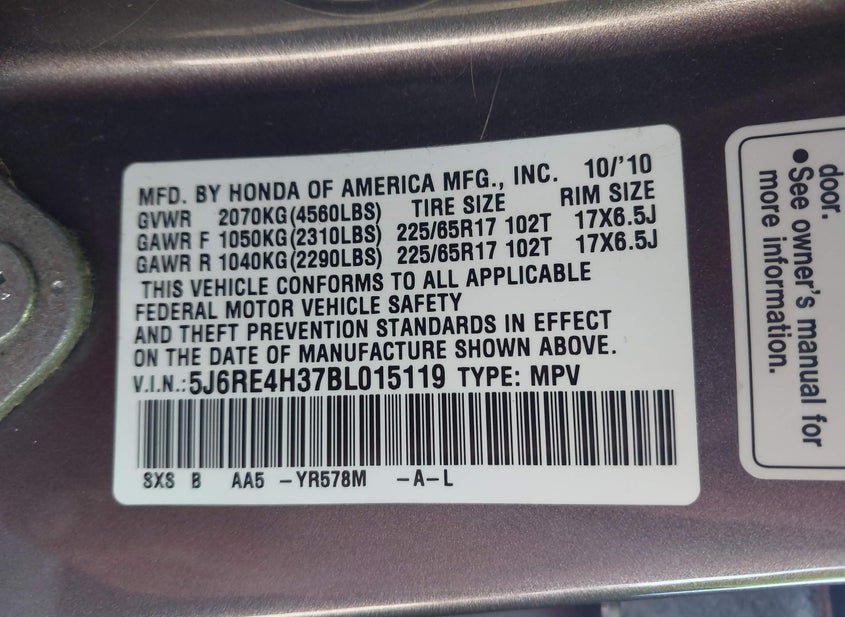 MFD. BY HONDA OF AMERICA MFG., INC. 10/'10
GVWR 2070KG(4560LBS) TIRE SIZE RIM SIZE
GAWR F 1050KG(2310LBS) 225/65R17 102T 17X6.5J
GAWR R 1040KG(2290LBS) 225/65R17 102T 17X6.5J
THIS VEHICLE CONFORMS TO ALL APPLICABLE
FEDERAL MOTOR VEHICLE SAFETY
AND THEFT PREVENTION STANDARDS IN EFFECT
ON THE DATE OF MANUFACTURE SHOWN ABOVE.
V.I.N.:5J6RE4H37BL015119 TYPE: MPV
SXS B AA5 -YR578M -A-L
door.
•See owner's manual for
more information.